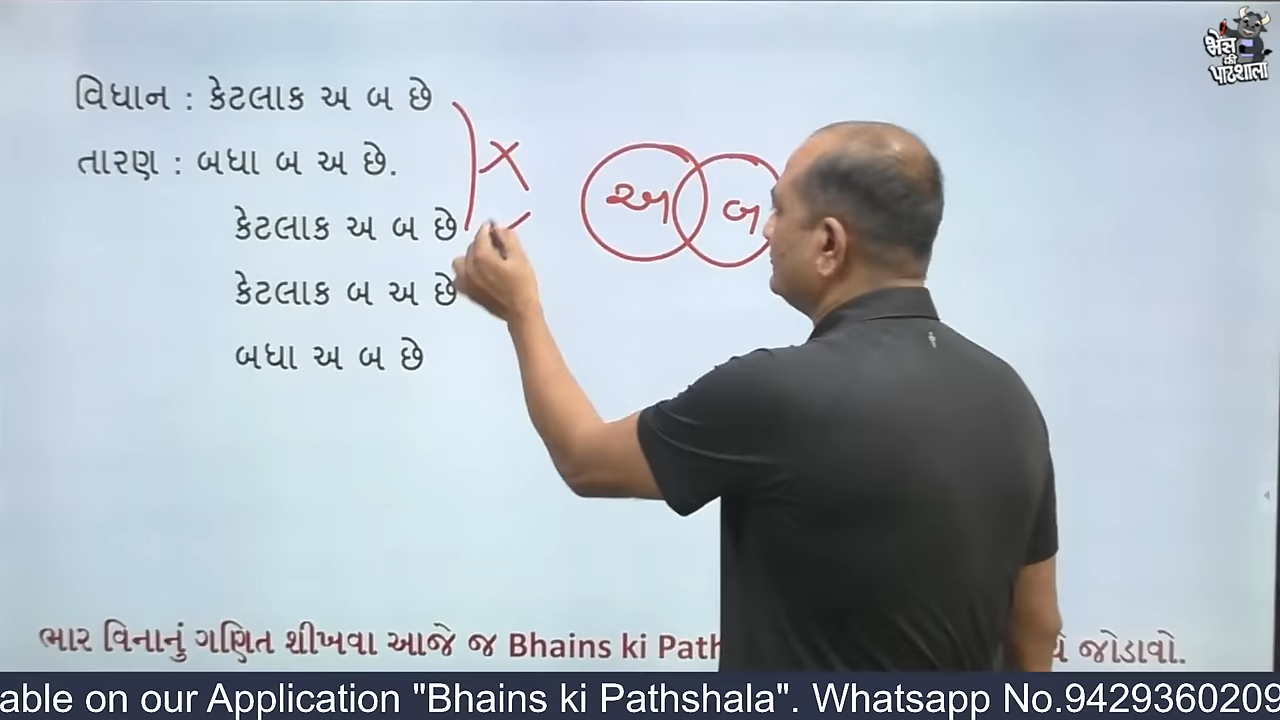 भैंस
की
पाठशाला
વિધાન : કેટલાક અ બ છે
તારણ : બધા બ અ છે.
કેટલાક અ બ છે
કેટલાક બ અ છે
બધા અ બ છે
અ બ
ભાર વિનાનું ગણિત શીખવા આજે જ Bhains ki Path જોડાવો.
able on our Application "Bhains ki Pathshala". Whatsapp No.9429360209